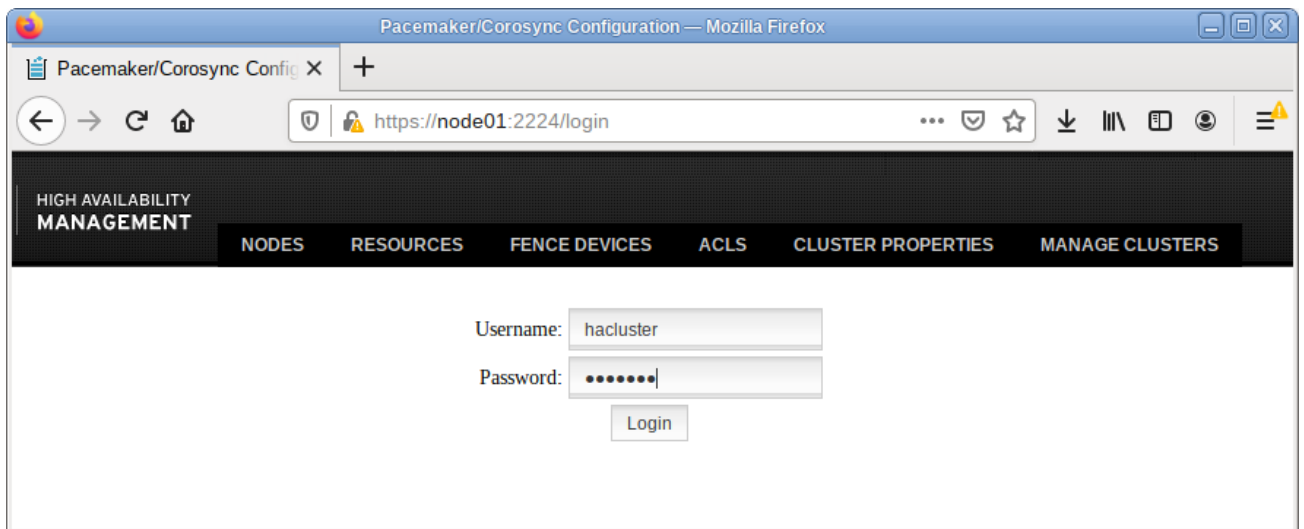 Pacemaker/Corosync Configuration — Mozilla Firefox
Pacemaker/Corosync Config
https://node01:2224/login
HIGH AVAILABILITY
MANAGEMENT
NODES RESOURCES FENCE DEVICES ACLS CLUSTER PROPERTIES MANAGE CLUSTERS
Username: hacluster
Password: •••••••
Login